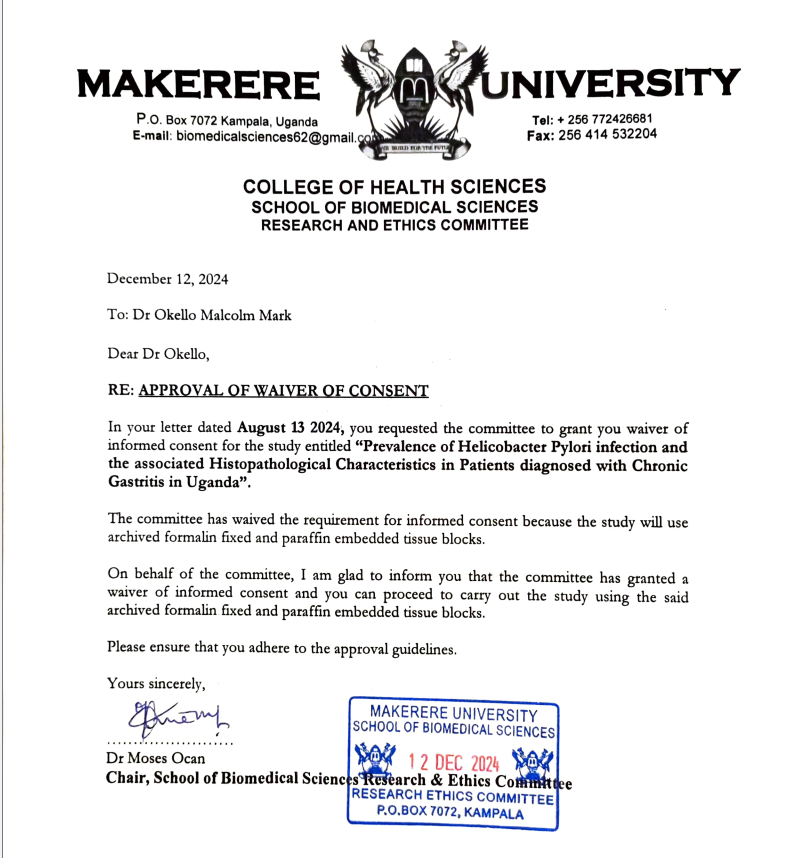 MAKERERE UNIVERSITY
P.O. Box 7072 Kampala, Uganda
E-mail: biomedicalsciences62@gmail.co
Tel: + 256 772426681
Fax: 256 414 532204
WE BUILD FOR THE FUTURE
COLLEGE OF HEALTH SCIENCES
SCHOOL OF BIOMEDICAL SCIENCES
RESEARCH AND ETHICS COMMITTEE
December 12, 2024
To: Dr Okello Malcolm Mark
Dear Dr Okello,
RE: APPROVAL OF WAIVER OF CONSENT
In your letter dated August 13 2024, you requested the committee to grant you waiver of
informed consent for the study entitled “Prevalence of Helicobacter Pylori infection and
the associated Histopathological Characteristics in Patients diagnosed with Chronic
Gastritis in Uganda”.
The committee has waived the requirement for informed consent because the study will use
archived formalin fixed and paraffin embedded tissue blocks.
On behalf of the committee, I am glad to inform you that the committee has granted a
waiver of informed consent and you can proceed to carry out the study using the said
archived formalin fixed and paraffin embedded tissue blocks.
Please ensure that you adhere to the approval guidelines.
Yours sincerely,
Dr Moses Ocan
Chair, School of Biomedical Sciences Research & Ethics Committee
MAKERERE UNIVERSITY
SCHOOL OF BIOMEDICAL SCIENCES
12 DEC 2024
RESEARCH ETHICS COMMITTEE
P.O.BOX 7072, KAMPALA